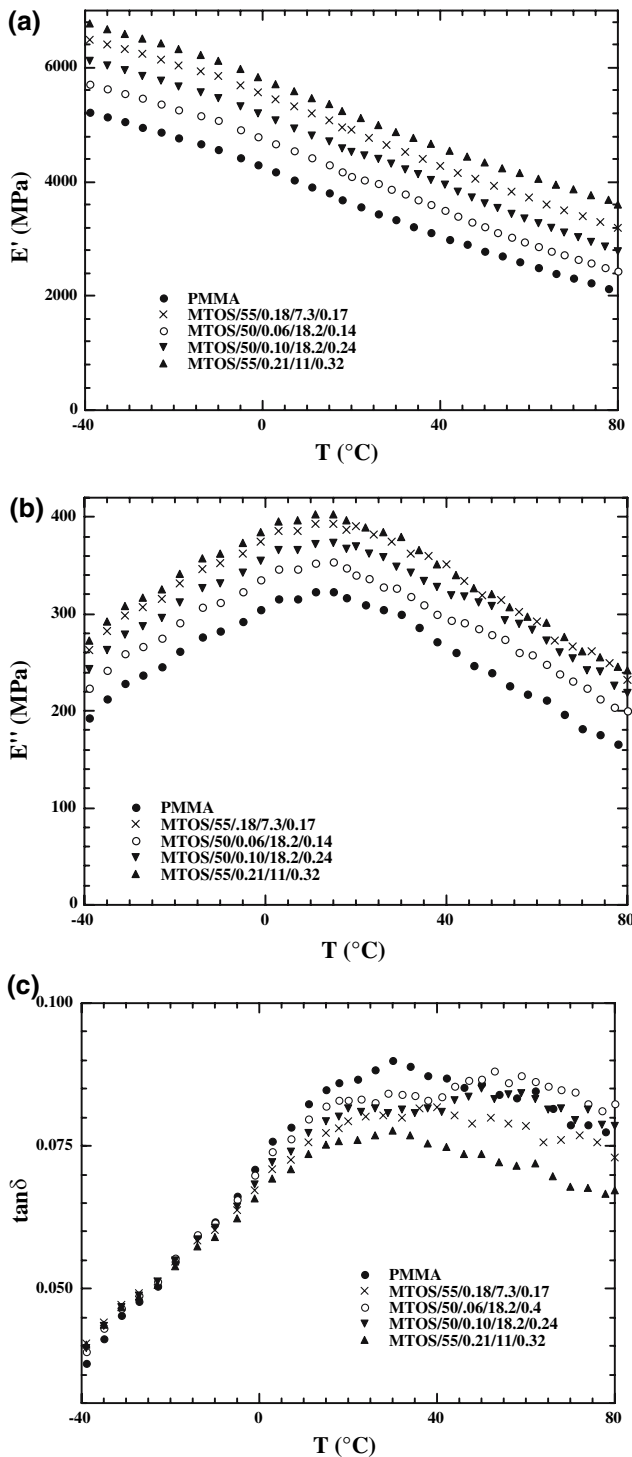 (a)
6000
4000
2000
0
E' (MPa)
PMMA
MTOS/55/0.18/7.3/0.17
MTOS/50/0.06/18.2/0.14
MTOS/50/0.10/18.2/0.24
MTOS/55/0.21/11/0.32
-40 0 40 80
T (°C)
(b)
400
300
200
100
0
E'' (MPa)
PMMA
MTOS/55/.18/7.3/0.17
MTOS/50/0.06/18.2/0.14
MTOS/50/0.10/18.2/0.24
MTOS/55/0.21/11/0.32
-40 0 40 80
T (°C)
(c)
0.100
0.050
tanδ
PMMA
MTOS/55/0.18/7.3/0.17
MTOS/50/.06/18.2/0.4
MTOS/50/0.10/18.2/0.24
MTOS/55/0.21/11/0.32
-40 0 40 80
T (°C)